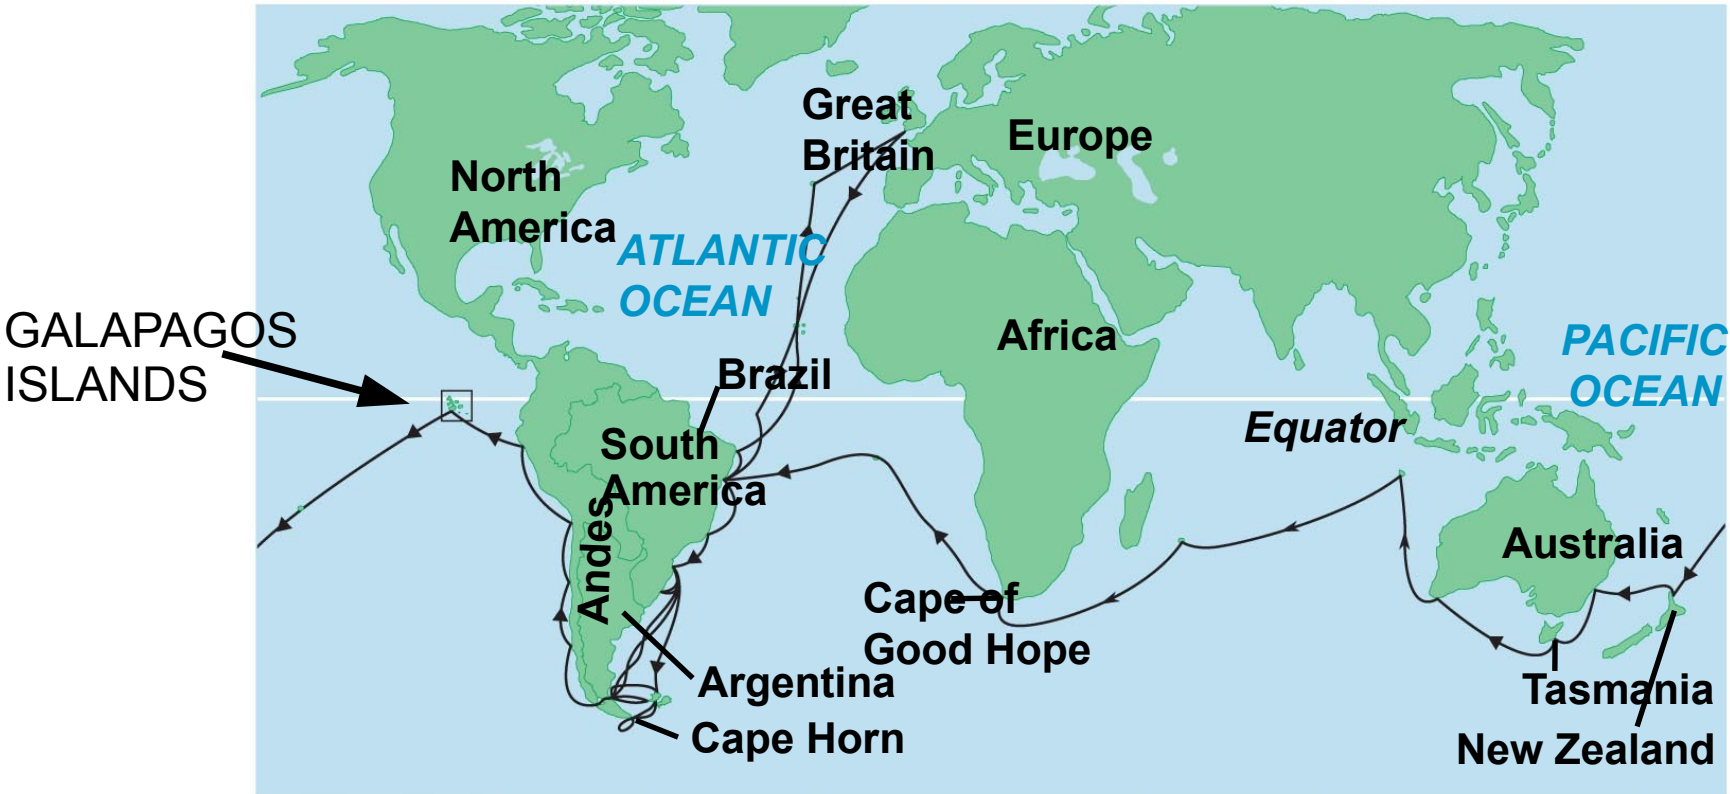 Great
Britain
Europe
North
America
ATLANTIC
OCEAN
GALAPAGOS
ISLANDS
Africa
PACIFIC
OCEAN
Brazil
Equator
South
America
Andes
Australia
Cape of
Good Hope
Argentina
Tasmania
Cape Horn
New Zealand